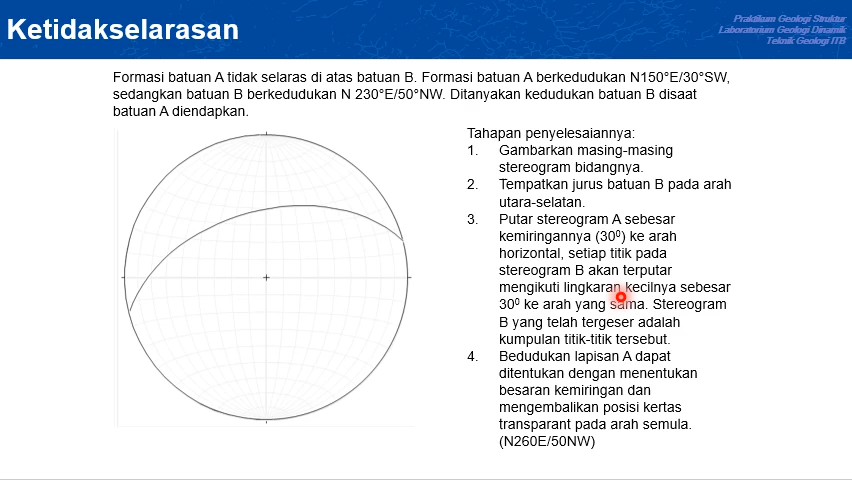 Ketidakselarasan
Praktikum Geologi Struktur
Laboratorium Geologi Dinamik
Teknik Geologi ITB
Formasi batuan A tidak selaras di atas batuan B. Formasi batuan A berkedudukan N150°E/30°SW,
sedangkan batuan B berkedudukan N 230°E/50°NW. Ditanyakan kedudukan batuan B disaat
batuan A diendapkan.
Tahapan penyelesaiannya:
1. Gambarkan masing-masing
stereogram bidangnya.
2. Tempatkan jurus batuan B pada arah
utara-selatan.
3. Putar stereogram A sebesar
kemiringannya (30⁰) ke arah
horizontal, setiap titik pada
stereogram B akan terputar
mengikuti lingkaran kecilnya sebesar
30⁰ ke arah yang sama. Stereogram
B yang telah tergeser adalah
kumpulan titik-titik tersebut.
4. Bedudukan lapisan A dapat
ditentukan dengan menentukan
besaran kemiringan dan
mengembalikan posisi kertas
transparant pada arah semula.
(N260E/50NW)